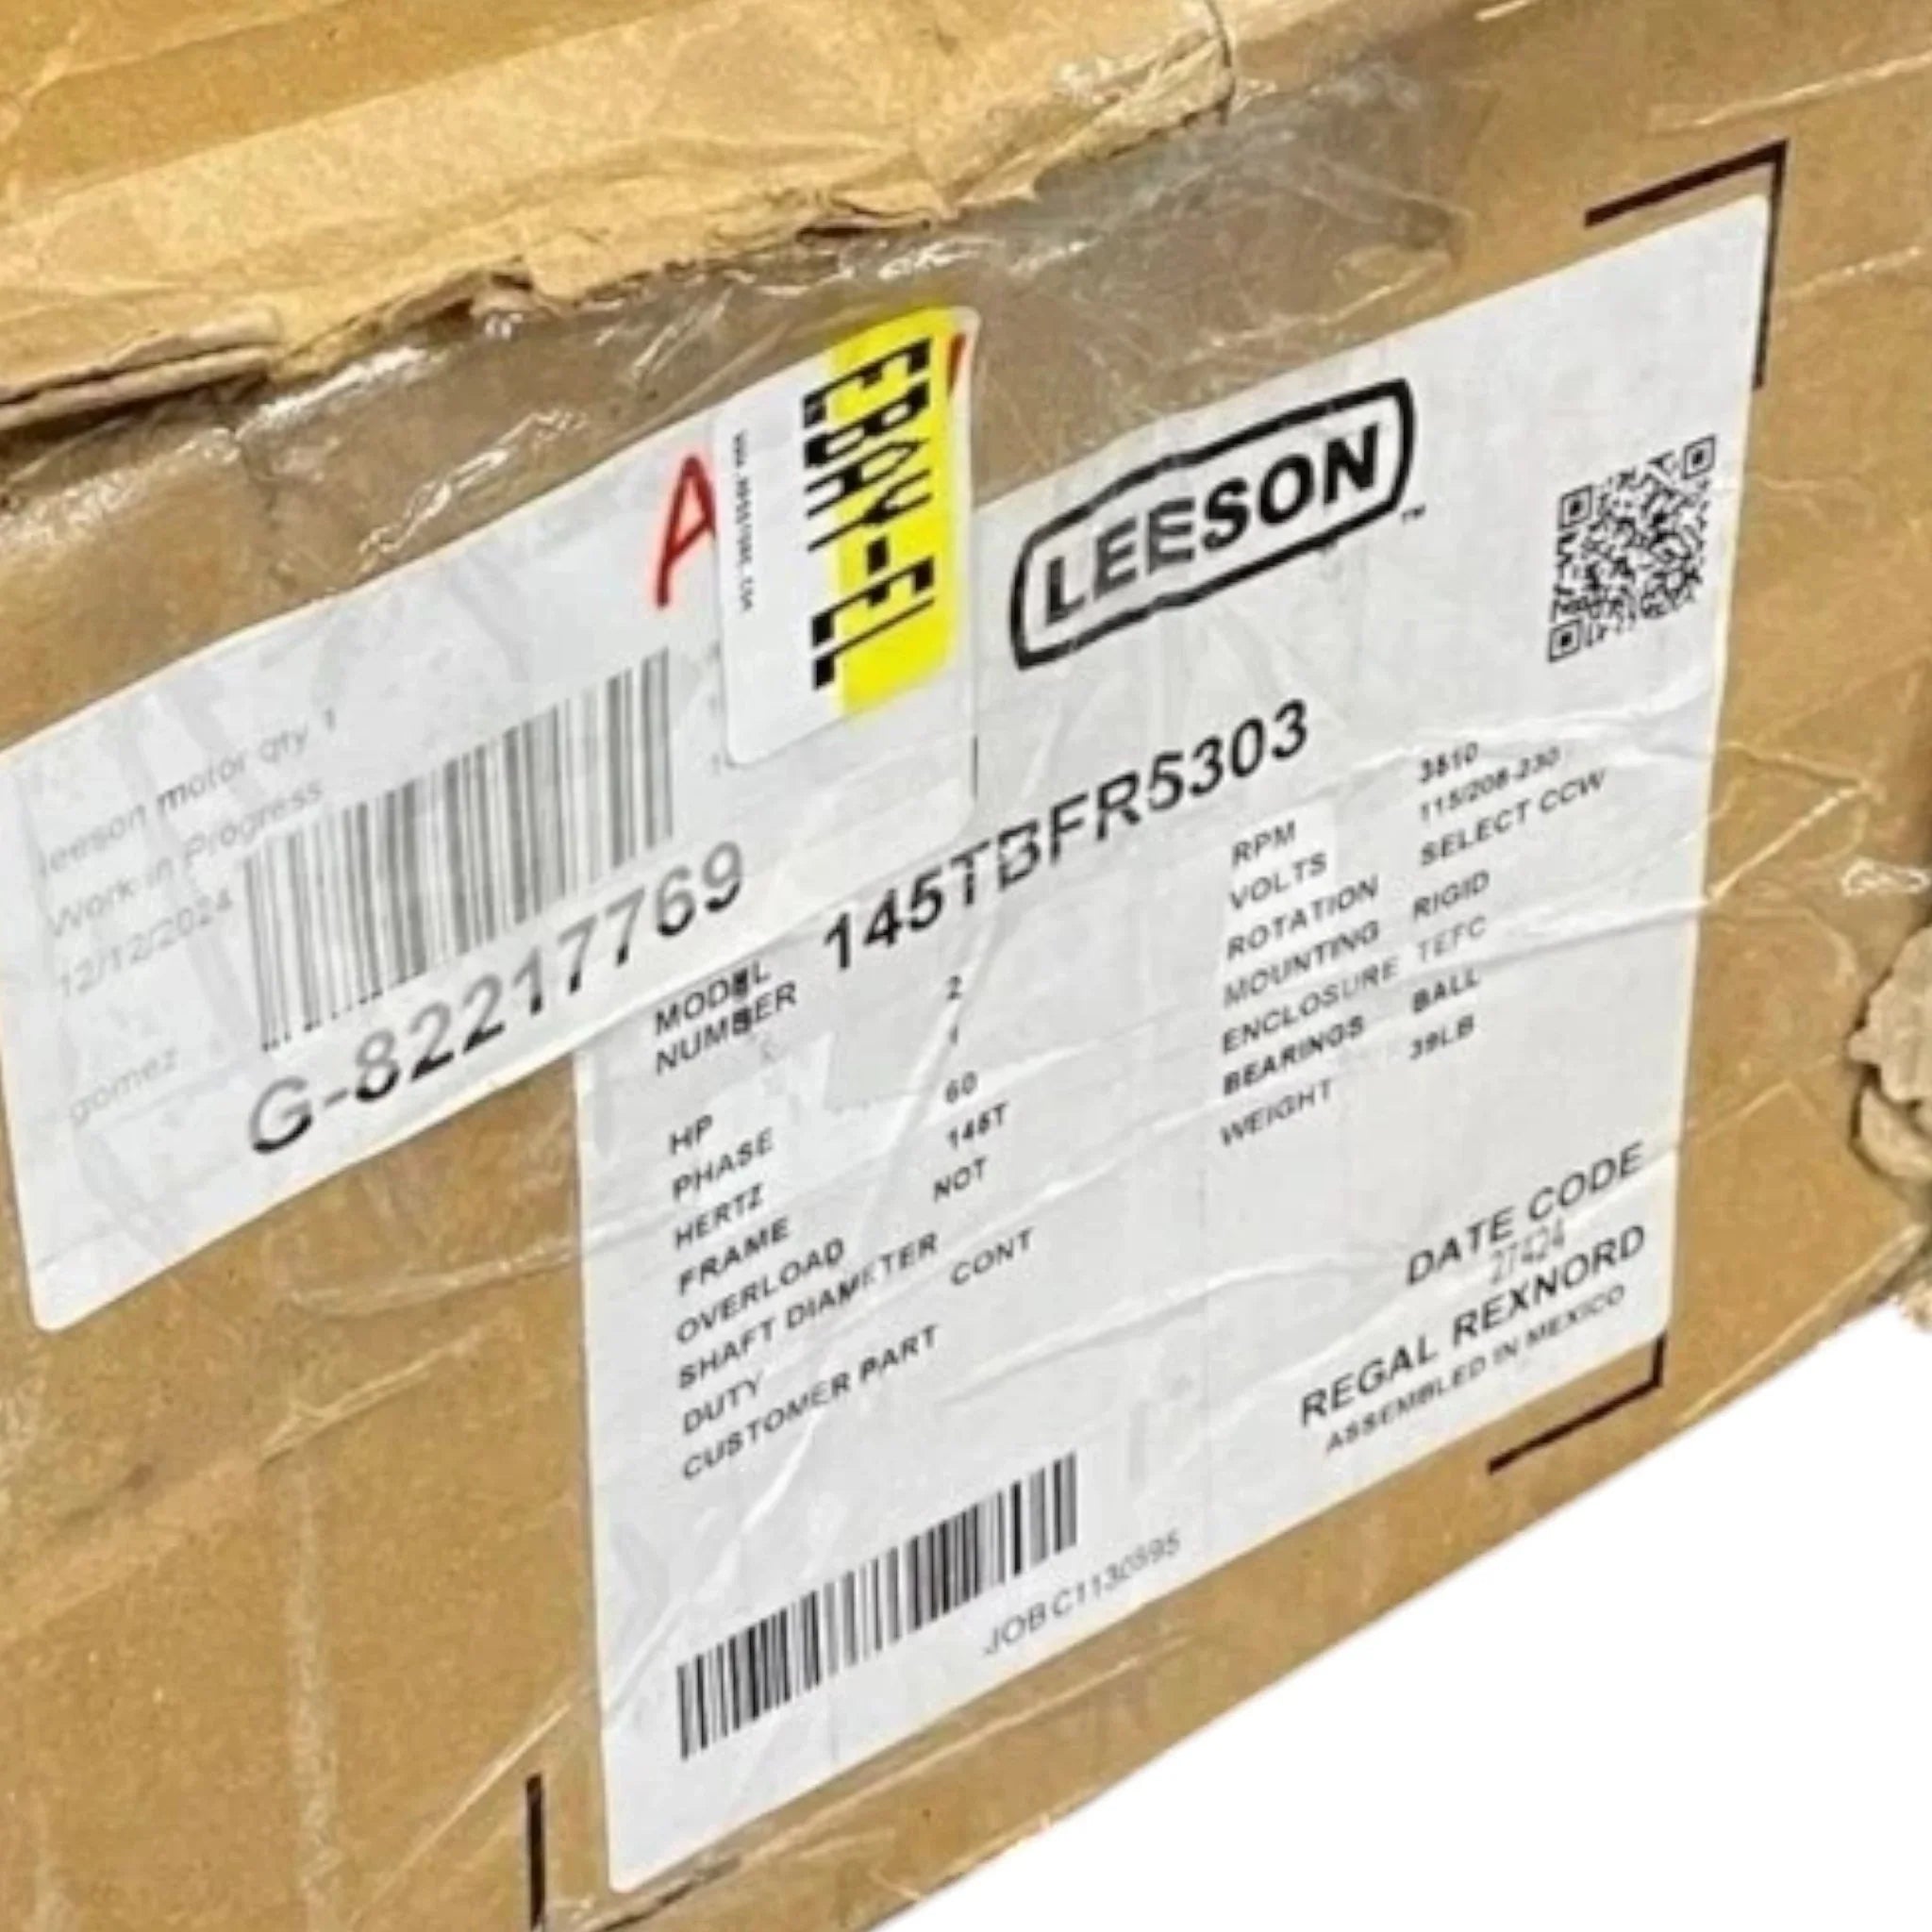 A
EBAY-EL
leeson motor qty 1
Work in Progress
12/12/2024
gomez
G-82217769
LEESON
TM
MODEL NUMBER 145TBFR5303
HP 2
PHASE 1
HERTZ 60
FRAME 145T
OVERLOAD NOT
SHAFT DIAMETER
DUTY CONT
CUSTOMER PART
RPM 3510
VOLTS 115/208-230
ROTATION SELECT CCW
MOUNTING RIGID
ENCLOSURE TEFC
BEARINGS BALL
WEIGHT 39LB
DATE CODE
27424
REGAL REXNORD
ASSEMBLED IN MEXICO
JOB